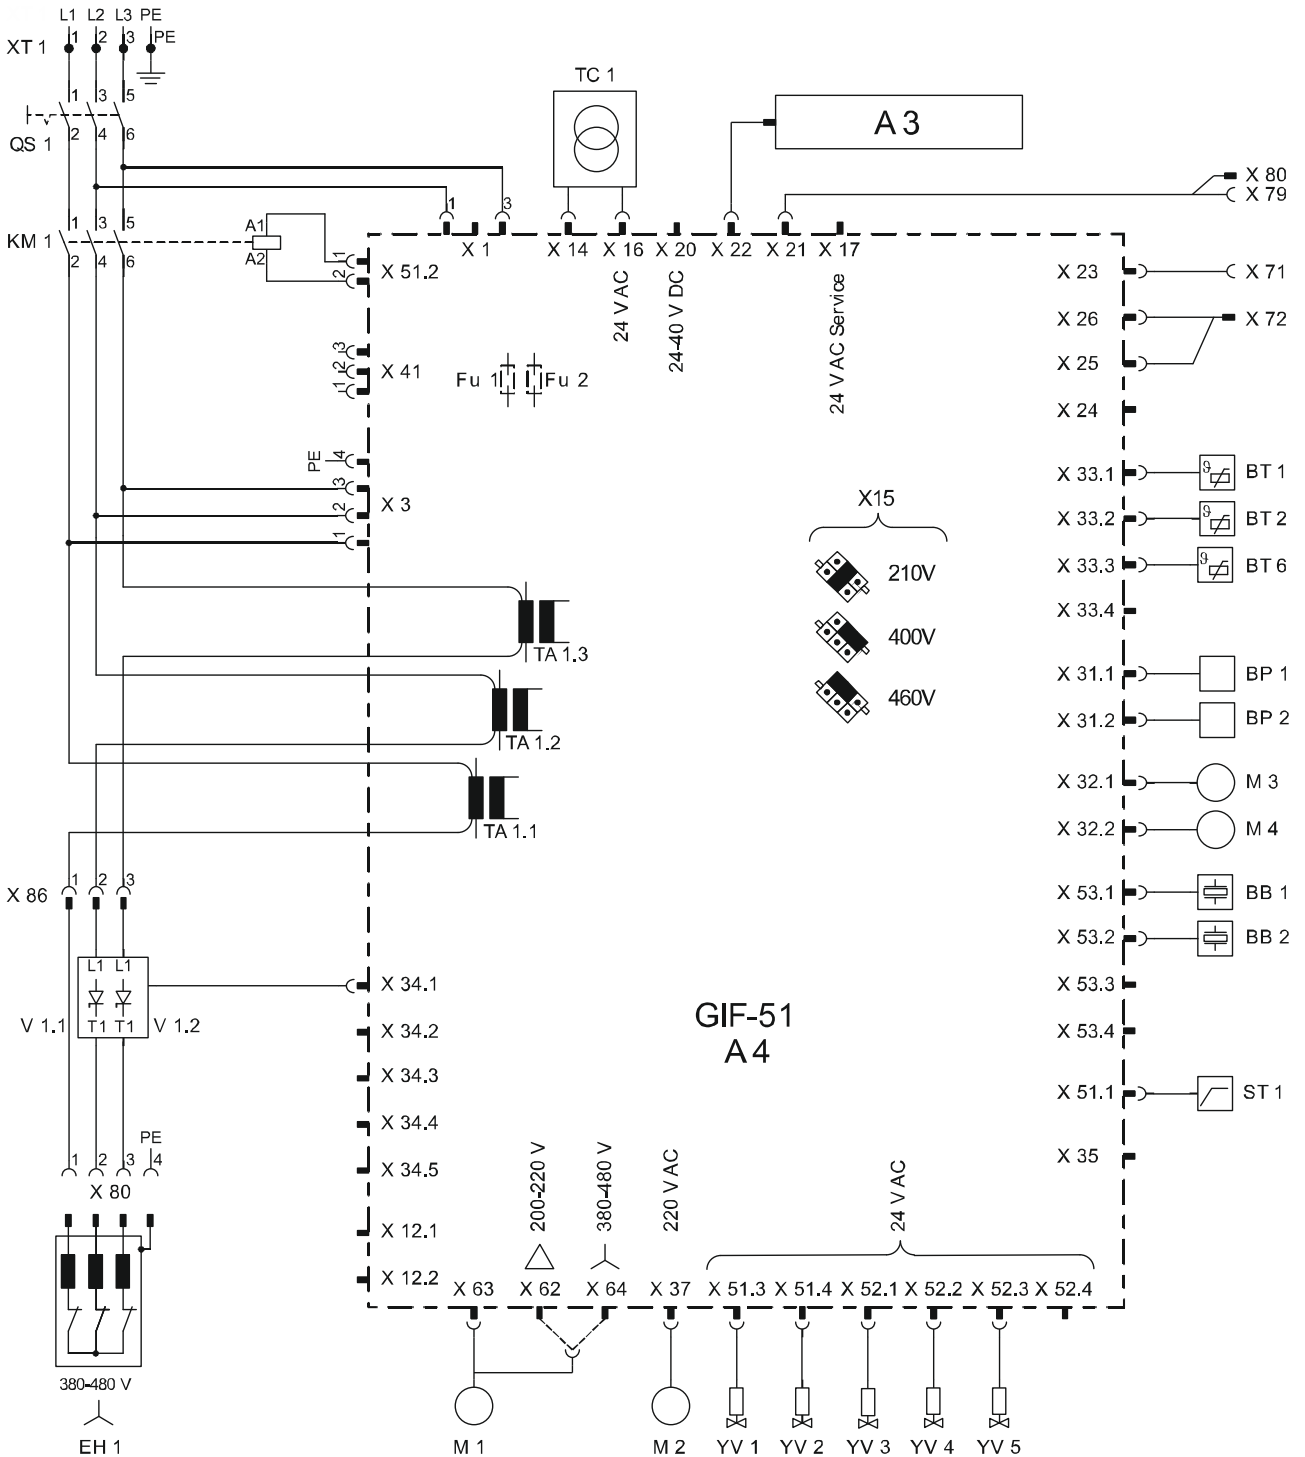 L1 L2 L3 PE
XT 1
1 2 3 PE
1 3 5
QS 1
2 4 6
TC 1
A 3
X 80
X 79
1 3
1 3 5
KM 1
2 4 6
A1
A2
1
2
X 51.2
X 1
X 14
X 16
X 20
X 22
X 21
X 17
24 V AC
24-40 V DC
24 V AC Service
X 23
X 71
X 26
X 72
X 25
X 24
3
2
1
X 41
Fu 1
Fu 2
PE
4
3
2
1
X 3
X15
210V
400V
460V
X 33.1
BT 1
X 33.2
BT 2
X 33.3
BT 6
X 33.4
ϑ
ϑ
ϑ
TA 1.3
TA 1.2
TA 1.1
X 31.1
BP 1
X 31.2
BP 2
X 32.1
M 3
X 32.2
M 4
X 53.1
BB 1
X 53.2
BB 2
X 53.3
X 53.4
X 51.1
ST 1
X 35
X 86
1 2 3
L1 L1
V 1.1
T1 T1
V 1.2
X 34.1
X 34.2
X 34.3
X 34.4
X 34.5
X 12.1
X 12.2
GIF-51
A 4
PE
1 2 3 4
X 80
380-480 V
EH 1
200-220 V
380-480 V
220 V AC
24 V AC
X 63
X 62
X 64
X 37
X 51.3
X 51.4
X 52.1
X 52.2
X 52.3
X 52.4
M 1
M 2
YV 1
YV 2
YV 3
YV 4
YV 5